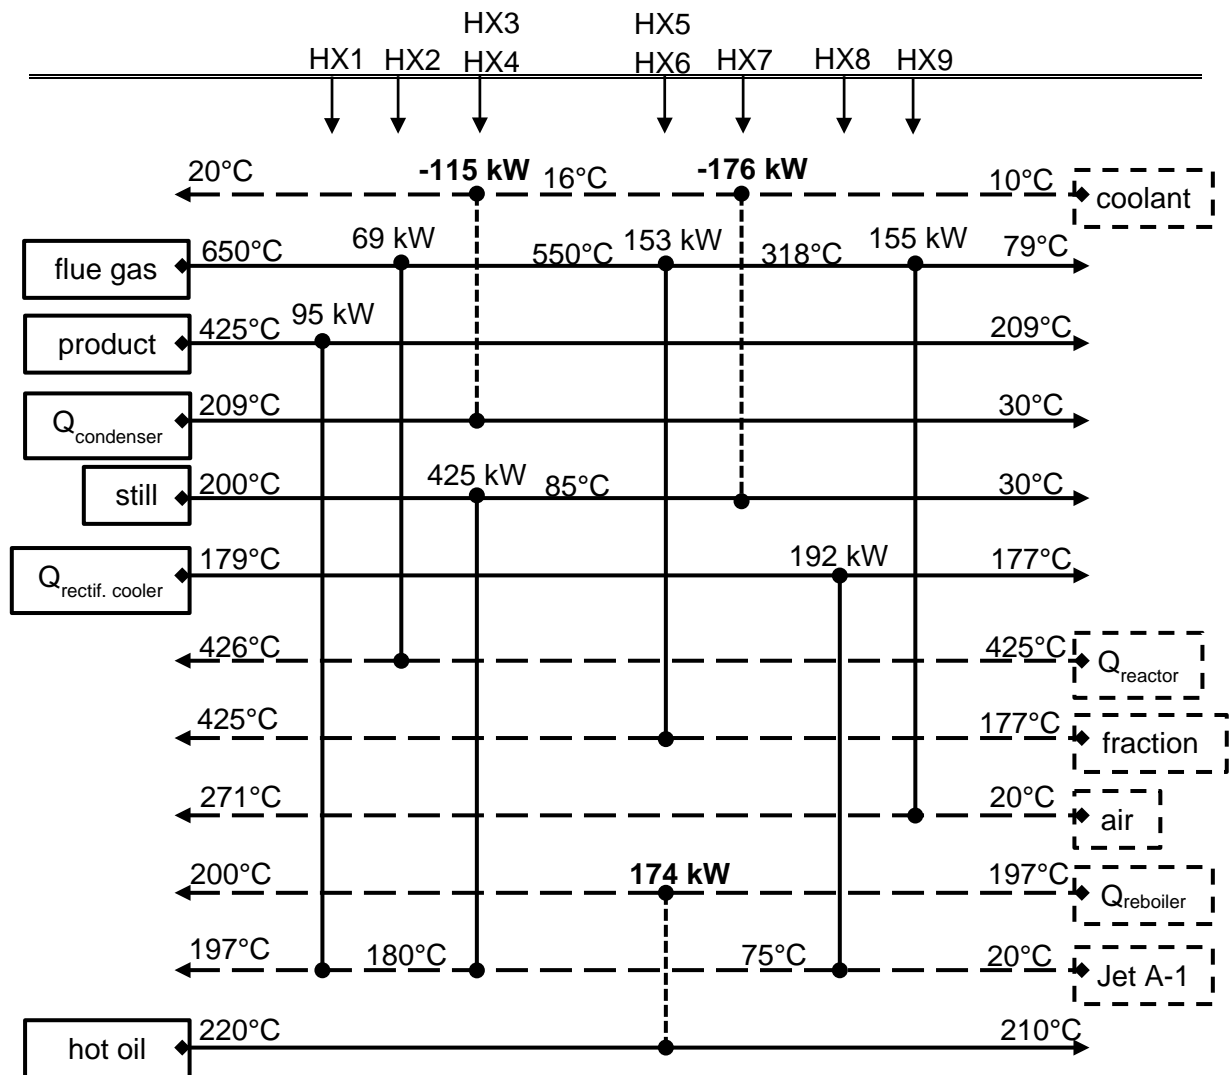 HX3 HX5
HX1 HX2 HX4 HX6 HX7 HX8 HX9
20°C -115 kW 16°C -176 kW 10°C coolant
flue gas 650°C 69 kW 550°C 153 kW 318°C 155 kW 79°C
product 425°C 95 kW 209°C
Qcondenser 209°C 30°C
still 200°C 425 kW 85°C 30°C
Qrectif. cooler 179°C 192 kW 177°C
426°C 425°C Qreactor
425°C 177°C fraction
271°C 20°C air
200°C 174 kW 197°C Qreboiler
197°C 180°C 75°C 20°C Jet A-1
hot oil 220°C 210°C